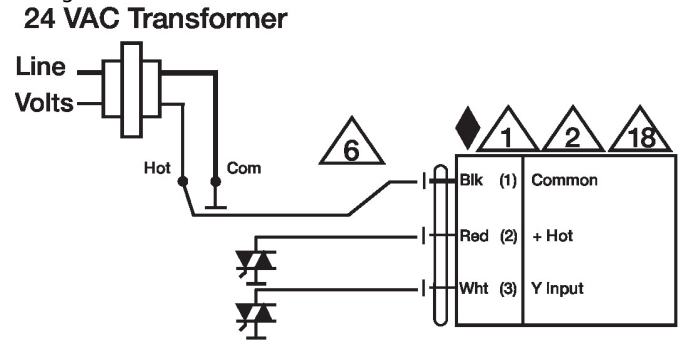 24 VAC Transformer
Line
Volts
Hot
Com
6
1
2
18
Blk (1) Common
Red (2) + Hot
Wht (3) Y Input